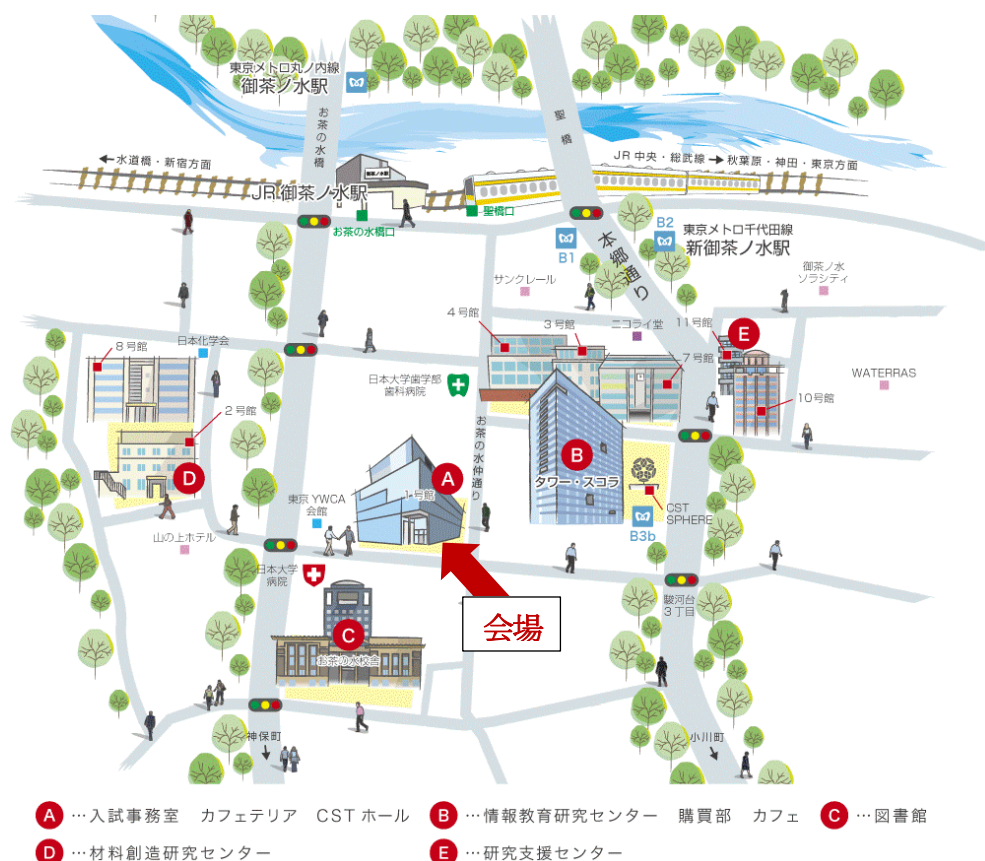 東京メトロ丸ノ内線
御茶ノ水駅
お茶の水橋
聖橋
← 水道橋・新宿方面
JR 中央・総武線 → 秋葉原・神田・東京方面
御茶ノ水駅
JR 御茶ノ水駅
お茶の水橋口
聖橋口
B1
B2
東京メトロ千代田線
新御茶ノ水駅
本郷通り
サンクレール
御茶ノ水
ソラシティ
4号館
3号館
ニコライ堂
11号館
E
8号館
日本化学会
日本大学歯学部
歯科病院
7号館
WATERRAS
10号館
2号館
お茶の水仲通り
D
A
1号館
B
タワー・スコラ
CST
SPHERE
B3b
東京 YWCA
会館
山の上ホテル
日本大学
病院
駿河台
3丁目
会場
C
お茶の水校舎
神保町
小川町
A …入試事務室 カフェテリア CST ホール B …情報教育研究センター 購買部 カフェ C …図書館
D …材料創造研究センター E …研究支援センター